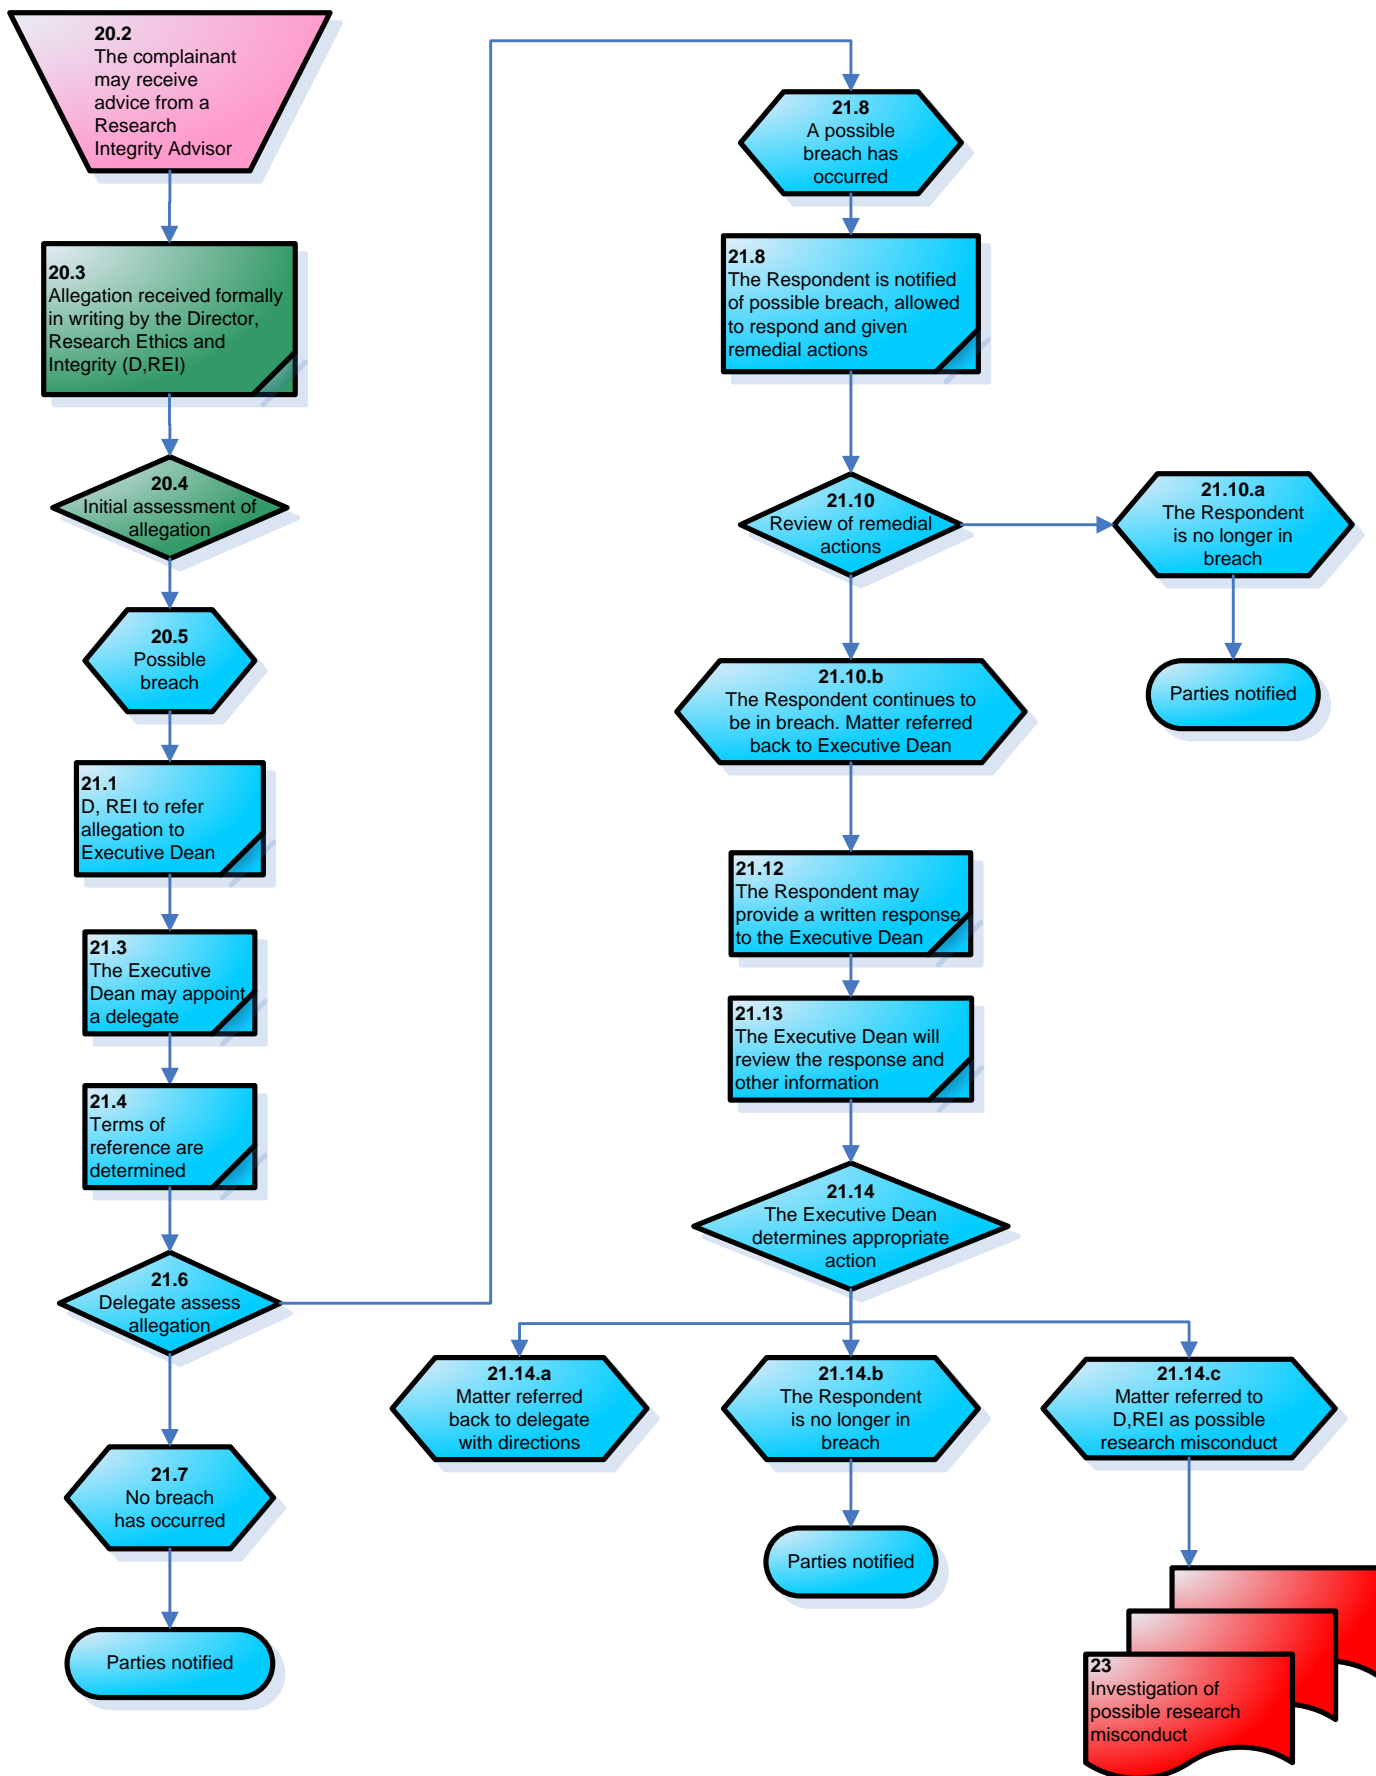 20.2
The complainant
may receive
advice from a
Research
Integrity Advisor
20.3
Allegation received formally
in writing by the Director,
Research Ethics and
Integrity (D,REI)
20.4
Initial assessment of
allegation
20.5
Possible
breach
21.1
D, REI to refer
allegation to
Executive Dean
21.3
The Executive
Dean may appoint
a delegate
21.4
Terms of
reference are
determined
21.6
Delegate assess
allegation
21.7
No breach
has occurred
Parties notified
21.8
A possible
breach has
occurred
21.8
The Respondent is notified
of possible breach, allowed
to respond and given
remedial actions
21.10
Review of remedial
actions
21.10.a
The Respondent
is no longer in
breach
Parties notified
21.10.b
The Respondent continues to
be in breach. Matter referred
back to Executive Dean
21.12
The Respondent may
provide a written response
to the Executive Dean
21.13
The Executive Dean will
review the response and
other information
21.14
The Executive Dean
determines appropriate
action
21.14.a
Matter referred
back to delegate
with directions
21.14.b
The Respondent
is no longer in
breach
Parties notified
21.14.c
Matter referred to
D,REI as possible
research misconduct
23
Investigation of
possible research
misconduct